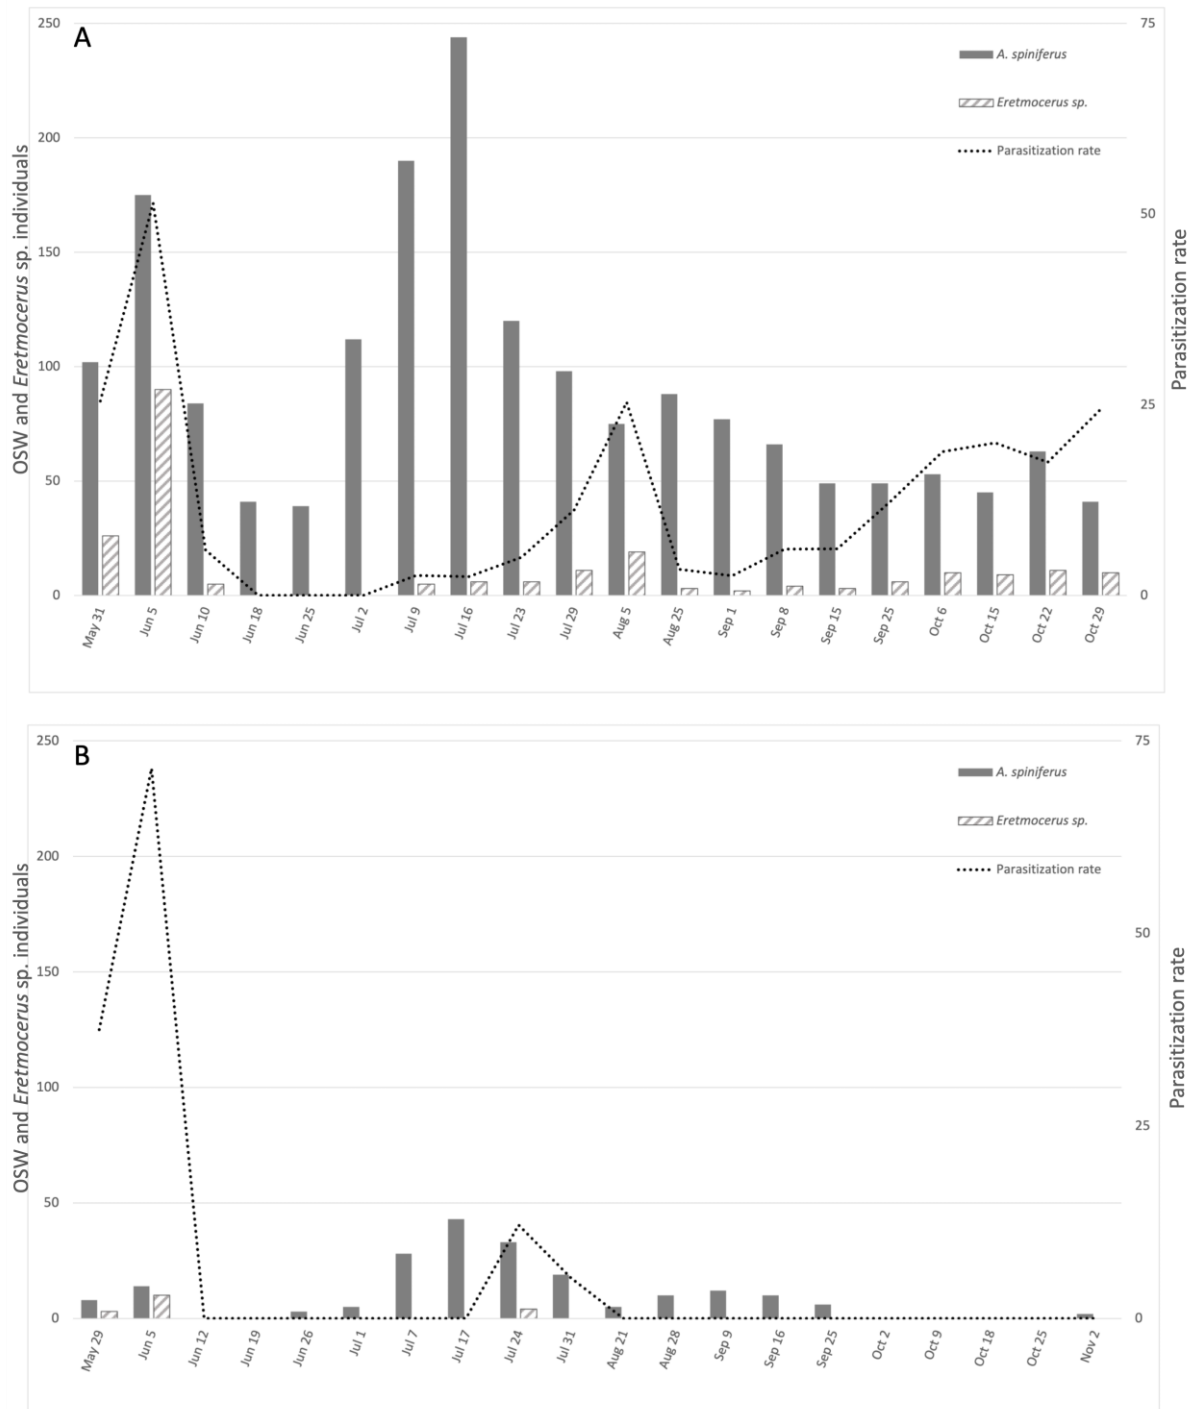 A
250
200
150
100
50
0
75
50
25
0
OSW and Eretmocerus sp. individuals
Parasitization rate
A. spiniferus
Eretmocerus sp.
Parasitization rate
May 31
Jun 5
Jun 10
Jun 18
Jun 25
Jul 2
Jul 9
Jul 16
Jul 23
Jul 29
Aug 5
Aug 25
Sep 1
Sep 8
Sep 15
Sep 25
Oct 6
Oct 15
Oct 22
Oct 29
B
250
200
150
100
50
0
75
50
25
0
OSW and Eretmocerus sp. individuals
Parasitization rate
A. spiniferus
Eretmocerus sp.
Parasitization rate
May 29
Jun 5
Jun 12
Jun 19
Jun 26
Jul 1
Jul 7
Jul 17
Jul 24
Jul 31
Aug 21
Aug 28
Sep 9
Sep 16
Sep 25
Oct 2
Oct 9
Oct 18
Oct 25
Nov 2